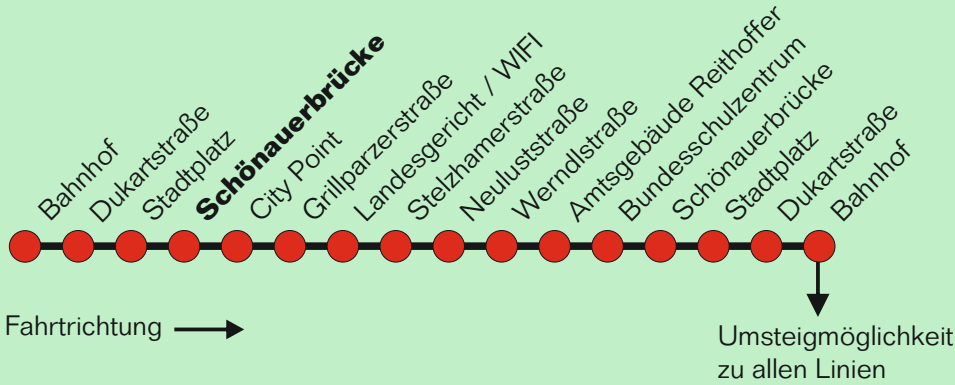 Bahnhof
Dukartstraße
Stadtplatz
Schönauerbrücke
City Point
Grillparzerstraße
Landesgericht / WIFI
Stelzhamerstraße
Neuluststraße
Werndlstraße
Amtsgebäude Reithoffer
Bundesschulzentrum
Schönauerbrücke
Stadtplatz
Dukartstraße
Bahnhof
Fahrtrichtung
Umsteigmöglichkeit
zu allen Linien